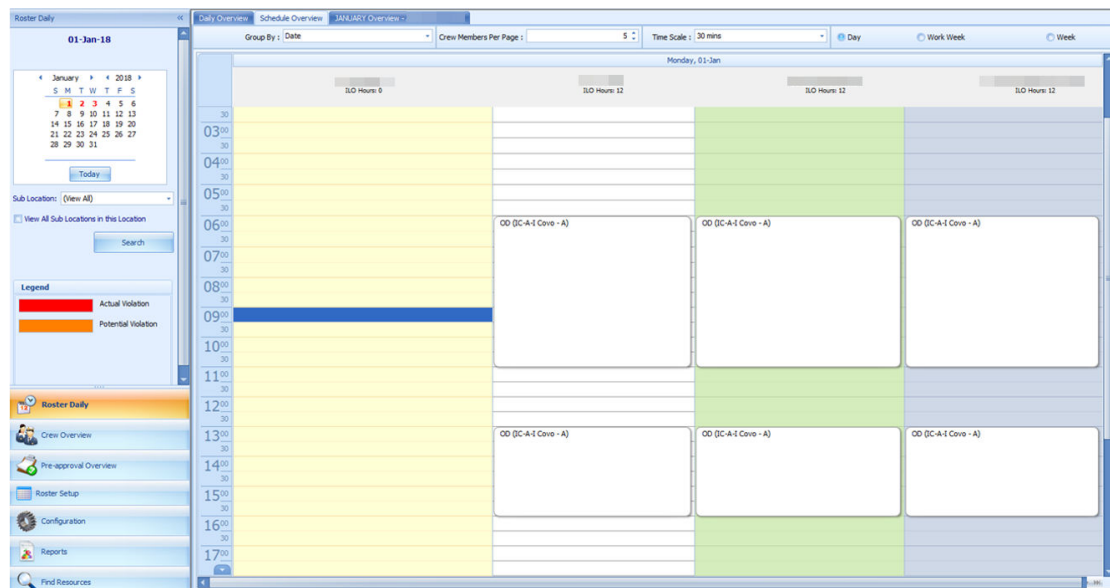 Roster Daily
01-Jan-18
January 2018
S M T W T F S
1 2 3 4 5 6
7 8 9 10 11 12 13
14 15 16 17 18 19 20
21 22 23 24 25 26 27
28 29 30 31
Today
Sub Location: (View All)
View All Sub Locations in this Location
Search
Legend
Actual Violation
Potential Violation
Roster Daily
Crew Overview
Pre-approval Overview
Roster Setup
Configuration
Reports
Find Resources
Daily Overview Schedule Overview JANUARY Overview -
Group By : Date Crew Members Per Page : 5 Time Scale : 30 mins Day Work Week Week
Monday, 01-Jan
ILO Hours: 0 ILO Hours: 12 ILO Hours: 12 ILO Hours: 12
30
03 00
30
04 00
30
05 00
30
06 00 OD (IC-A-I Covo - A) OD (IC-A-I Covo - A) OD (IC-A-I Covo - A)
30
07 00
30
08 00
30
09 00
30
10 00
30
11 00
30
12 00
30
13 00 OD (IC-A-I Covo - A) OD (IC-A-I Covo - A) OD (IC-A-I Covo - A)
30
14 00
30
15 00
30
16 00
30
17 00